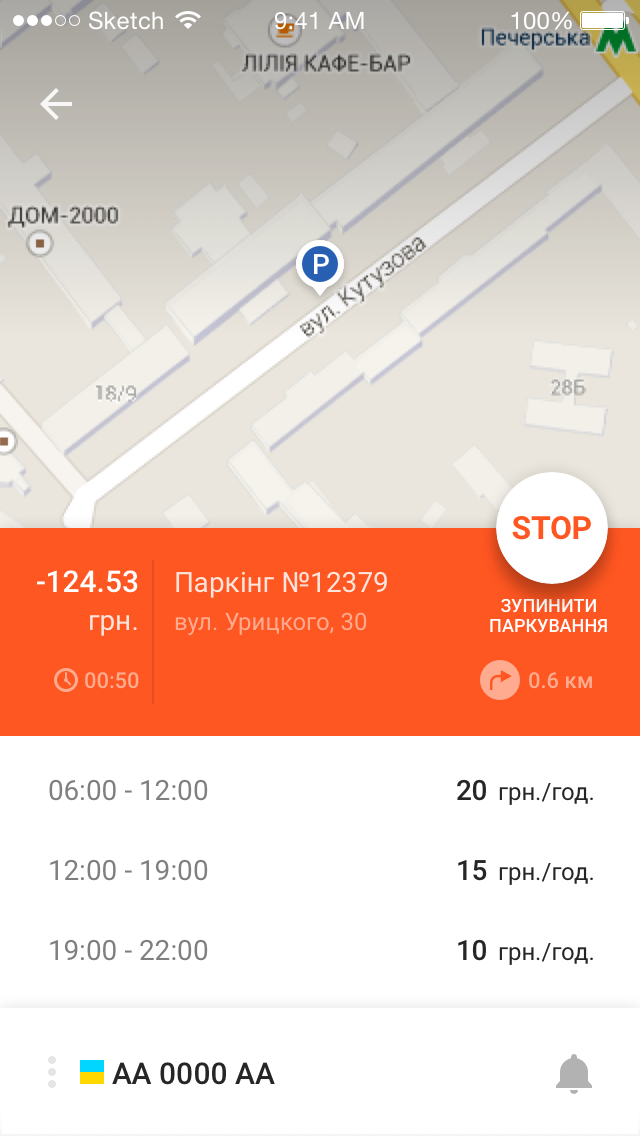 Sketch 9:41 AM 100%
Печерська
ЛІЛІЯ КАФЕ-БАР
ДОМ-2000
P
вул. Кутузова
18/9
28Б
STOP
-124.53 Паркінг №12379
грн. вул. Урицкого, 30
ЗУПИНИТИ
ПАРКУВАННЯ
00:50 0.6 км
06:00 - 12:00 20 грн./год.
12:00 - 19:00 15 грн./год.
19:00 - 22:00 10 грн./год.
AA 0000 AA